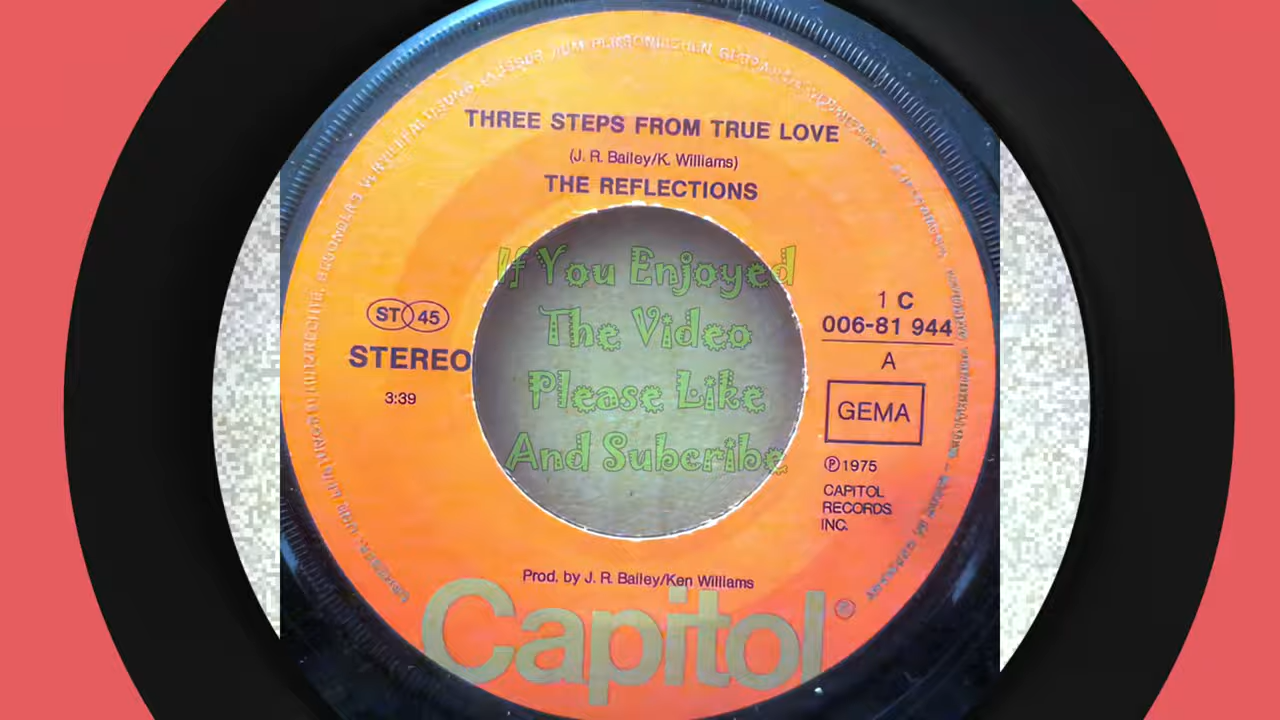 THREE STEPS FROM TRUE LOVE
(J. R. Bailey/K. Williams)
THE REFLECTIONS
If You Enjoyed
The Video
Please Like
And Subcribe
ST 45
STEREO
3:39
1 C
006-81 944
A
GEMA
℗ 1975
CAPITOL
RECORDS
INC.
Prod. by J. R. Bailey/Ken Williams
Capitol ®